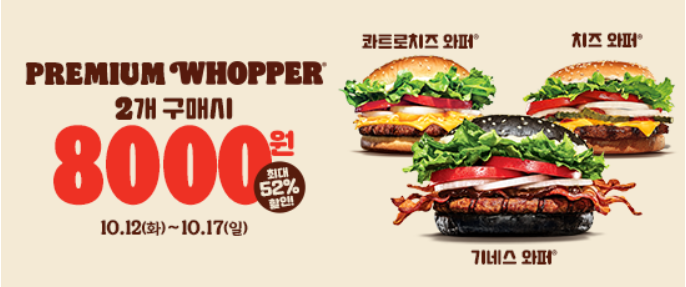 PREMIUM WHOPPER®
2개 구매시
8000원
최대
52%
할인!
10.12(화)~10.17(일)
콰트로치즈 와퍼®
치즈 와퍼®
기네스 와퍼®